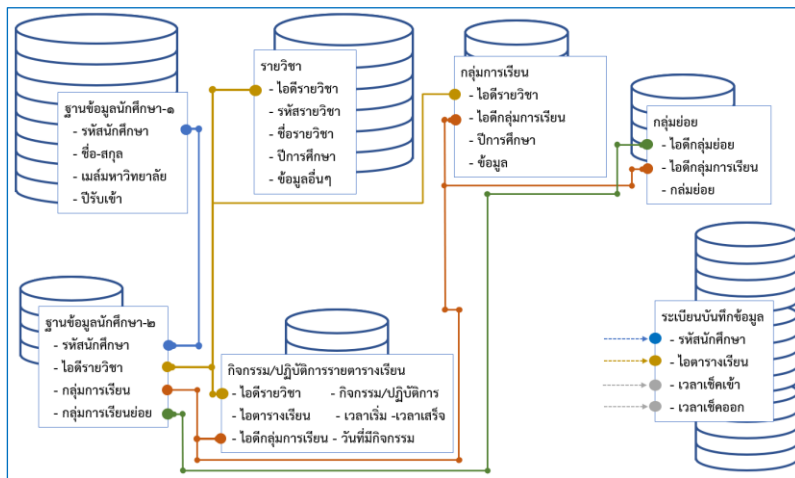 ฐานข้อมูลนักศึกษา-๑
- รหัสนักศึกษา
- ชื่อ-สกุล
- เมล์มหาวิทยาลัย
- ปีรับเข้า
รายวิชา
- ไอดีรายวิชา
- รหัสรายวิชา
- ชื่อรายวิชา
- ปีการศึกษา
- ข้อมูลอื่นๆ
กลุ่มการเรียน
- ไอดีรายวิชา
- ไอดีกลุ่มการเรียน
- ปีการศึกษา
- ข้อมูล
กลุ่มย่อย
- ไอดีกลุ่มย่อย
- ไอดีกลุ่มการเรียน
- กลุ่มย่อย
ฐานข้อมูลนักศึกษา-๒
- รหัสนักศึกษา
- ไอดีรายวิชา
- กลุ่มการเรียน
- กลุ่มการเรียนย่อย
กิจกรรม/ปฏิบัติการรายตารางเรียน
- ไอดีรายวิชา - กิจกรรม/ปฏิบัติการ
- ไอตารางเรียน - เวลาเริ่ม -เวลาเสร็จ
- ไอดีกลุ่มการเรียน - วันที่มีกิจกรรม
ระเบียนบันทึกข้อมูล
- รหัสนักศึกษา
- ไอตารางเรียน
- เวลาเช็คเข้า
- เวลาเช็คออก